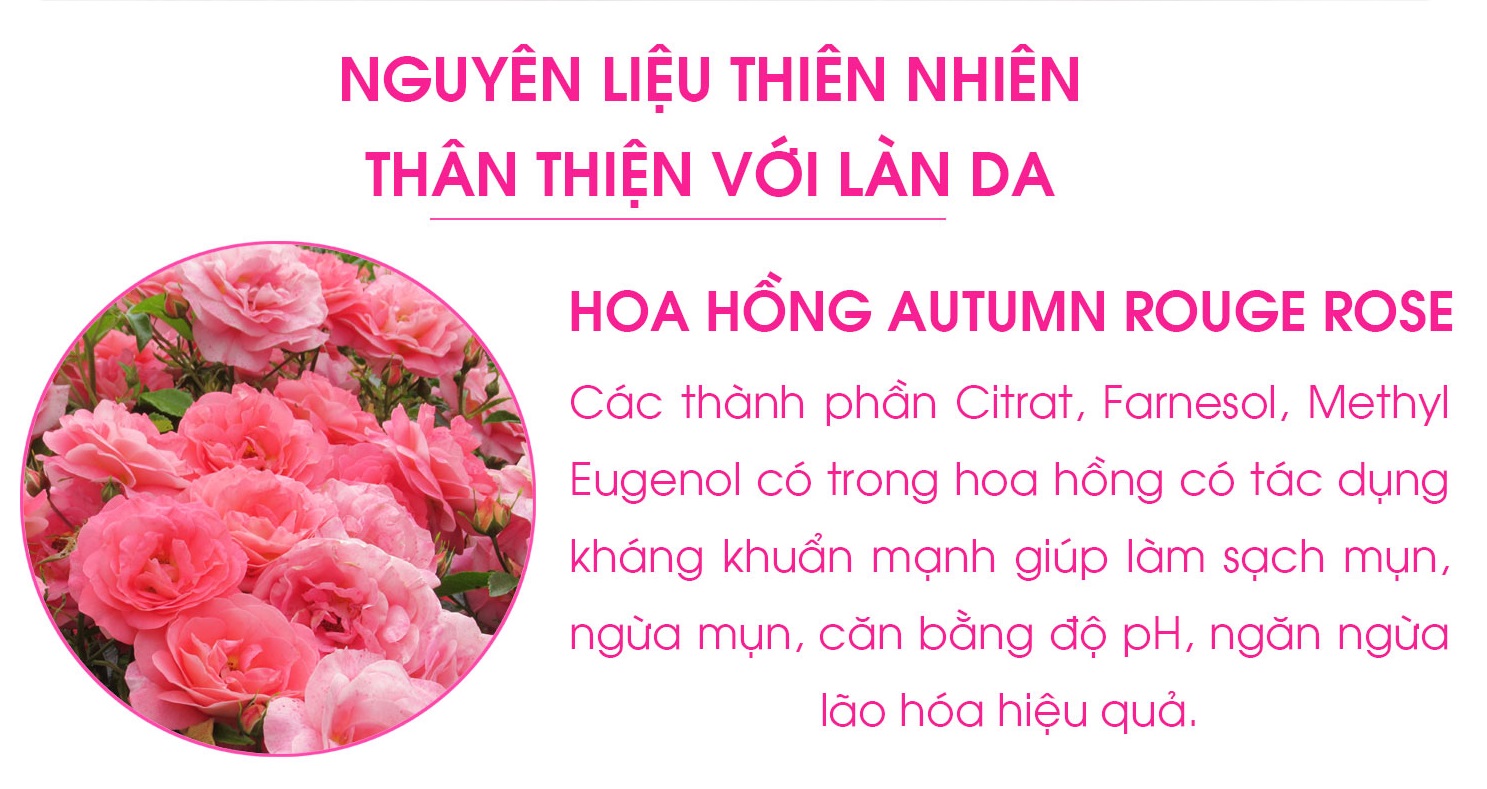 NGUYÊN LIỆU THIÊN NHIÊN
THÂN THIỆN VỚI LÀN DA
HOA HỒNG AUTUMN ROUGE ROSE
Các thành phần Citrat, Farnesol, Methyl
Eugenol có trong hoa hồng có tác dụng
kháng khuẩn mạnh giúp làm sạch mụn,
ngừa mụn, căn bằng độ pH, ngăn ngừa
lão hóa hiệu quả.